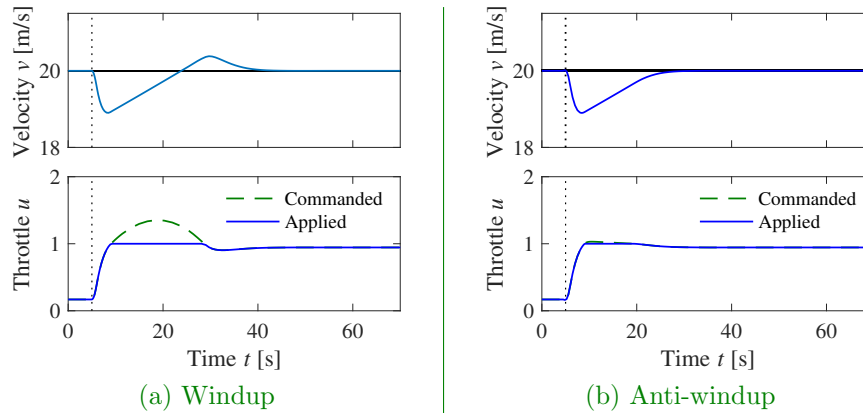 Velocity v [m/s]
20
18
Throttle u
2
1
0
Commanded
Applied
0 20 40 60
Time t [s]
(a) Windup
Velocity v [m/s]
20
18
Throttle u
2
1
0
Commanded
Applied
0 20 40 60
Time t [s]
(b) Anti-windup